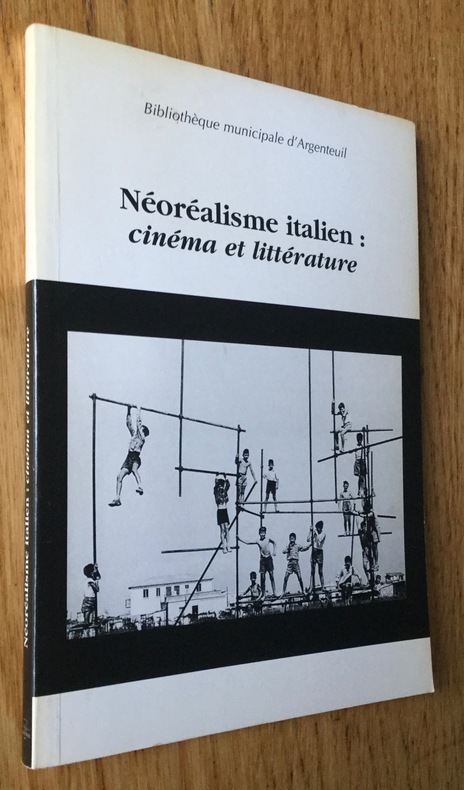 Bibliothèque municipale d'Argenteuil
Néoréalisme italien :
cinéma et littérature
Néoréalisme italien : cinéma et littérature